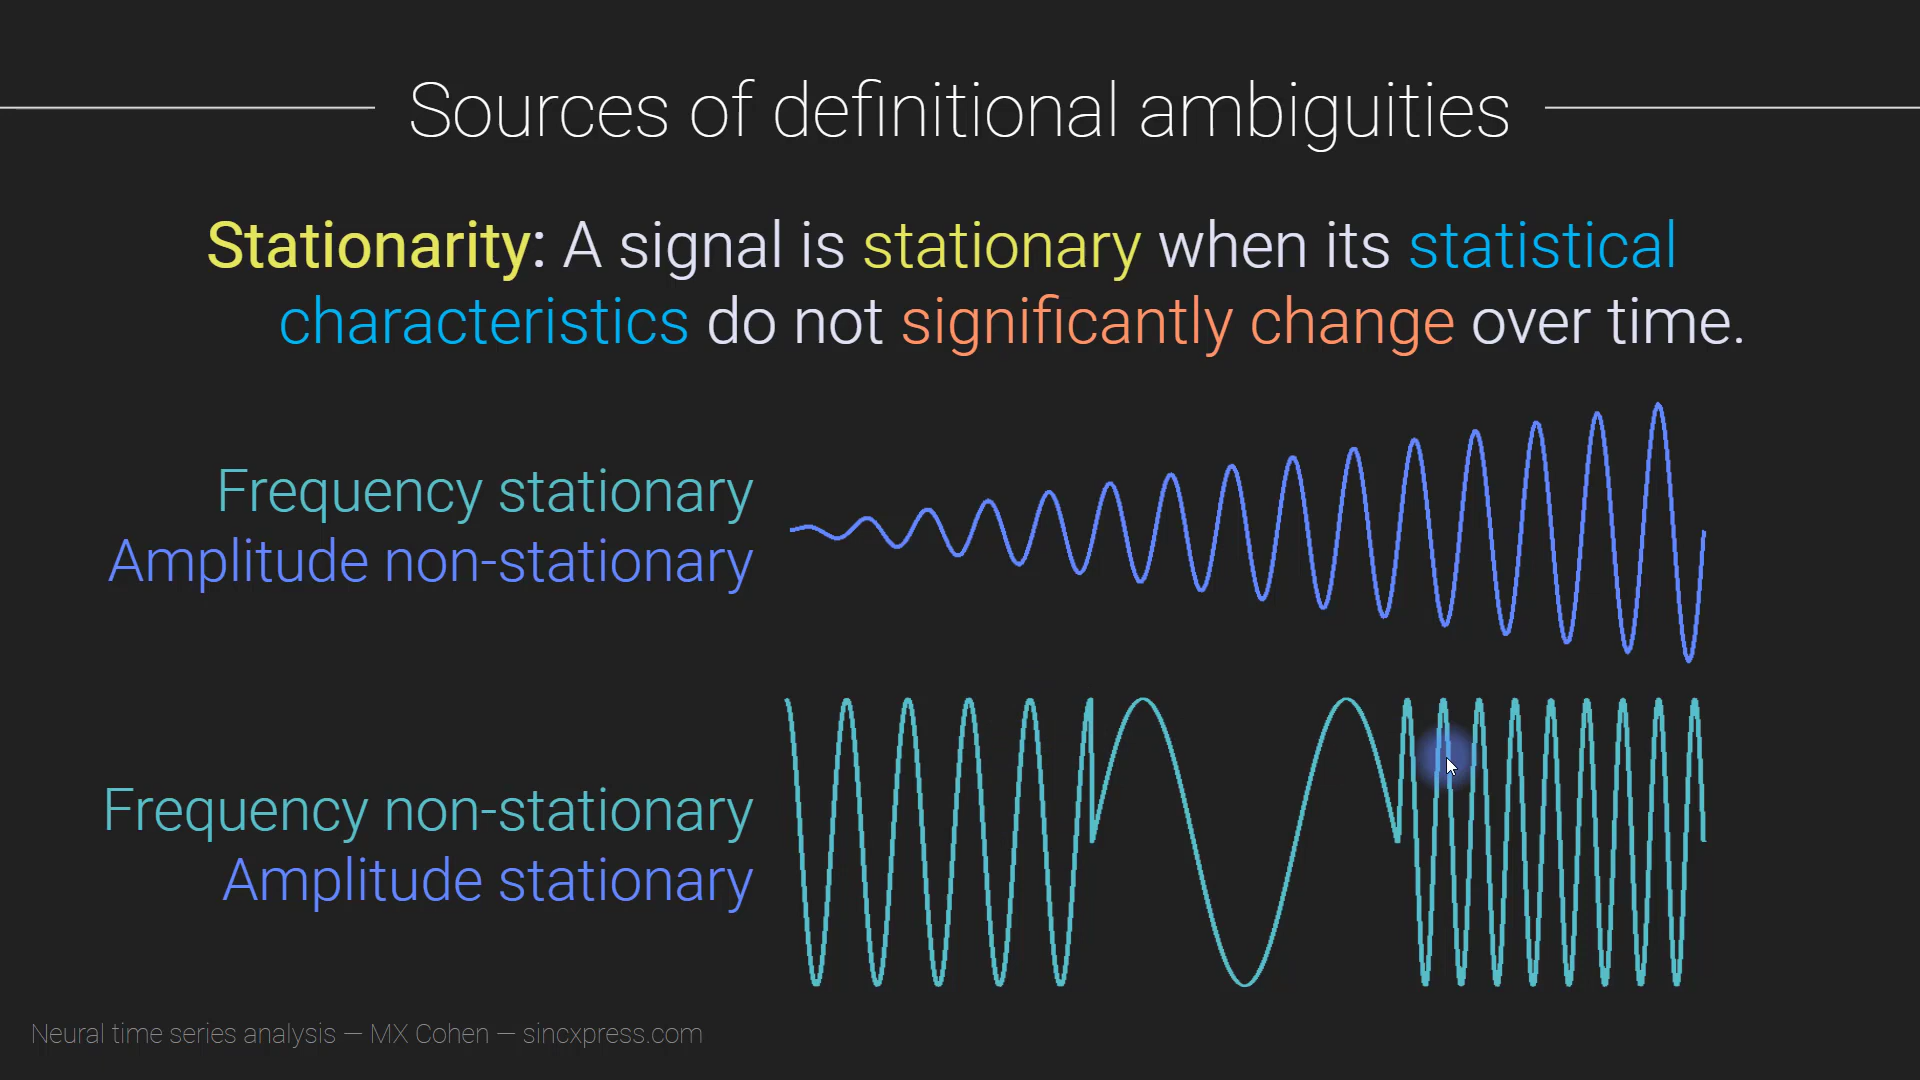 Sources of definitional ambiguities
Stationarity: A signal is stationary when its statistical
characteristics do not significantly change over time.
Frequency stationary
Amplitude non-stationary
Frequency non-stationary
Amplitude stationary
Neural time series analysis — MX Cohen — sincxpress.com